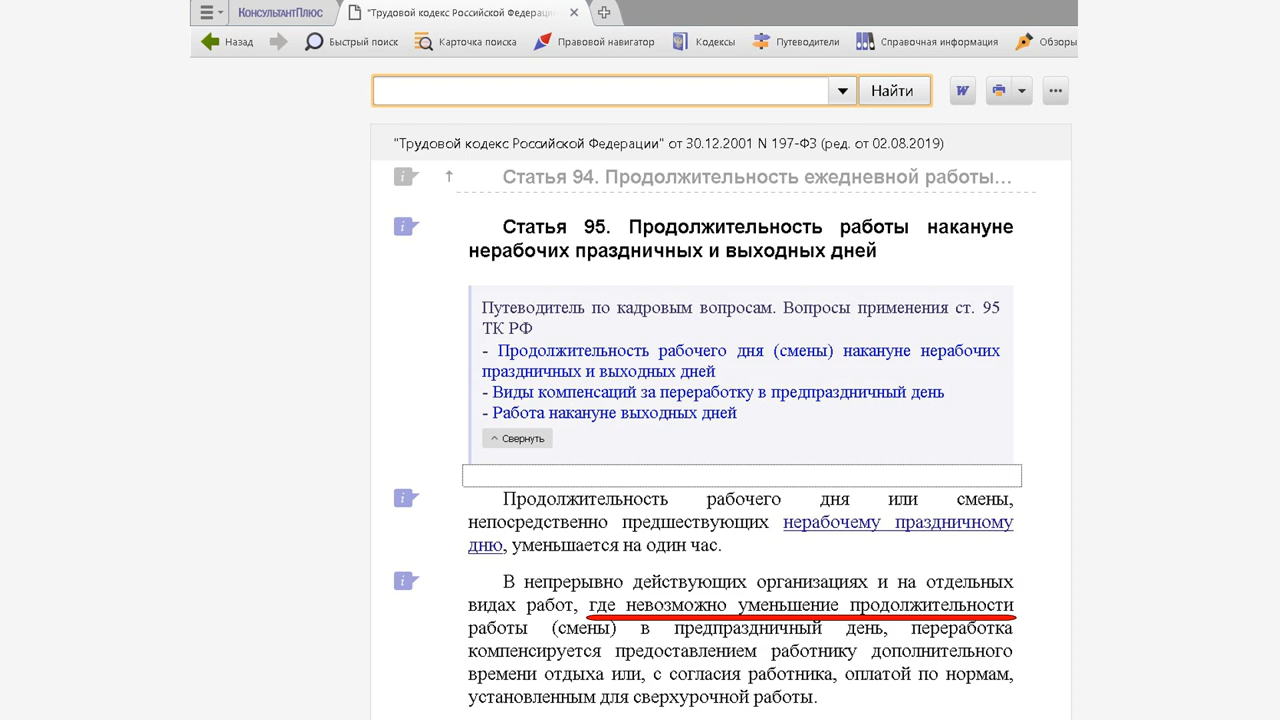 КОНСУЛЬТАНТПЛЮС
"Трудовой кодекс Российской Федераци
Назад
Быстрый поиск
Карточка поиска
Правовой навигатор
Кодексы
Путеводители
Справочная информация
Обзоры
Найти
W
"Трудовой кодекс Российской Федерации" от 30.12.2001 N 197-ФЗ (ред. от 02.08.2019)
i
↑
Статья 94. Продолжительность ежедневной работы...
i
Статья 95. Продолжительность работы накануне
нерабочих праздничных и выходных дней
Путеводитель по кадровым вопросам. Вопросы применения ст. 95
ТК РФ
- Продолжительность рабочего дня (смены) накануне нерабочих
праздничных и выходных дней
- Виды компенсаций за переработку в предпраздничный день
- Работа накануне выходных дней
Свернуть
i
Продолжительность рабочего дня или смены,
непосредственно предшествующих нерабочему праздничному
дню, уменьшается на один час.
i
В непрерывно действующих организациях и на отдельных
видах работ, где невозможно уменьшение продолжительности
работы (смены) в предпраздничный день, переработка
компенсируется предоставлением работнику дополнительного
времени отдыха или, с согласия работника, оплатой по нормам,
установленным для сверхурочной работы.